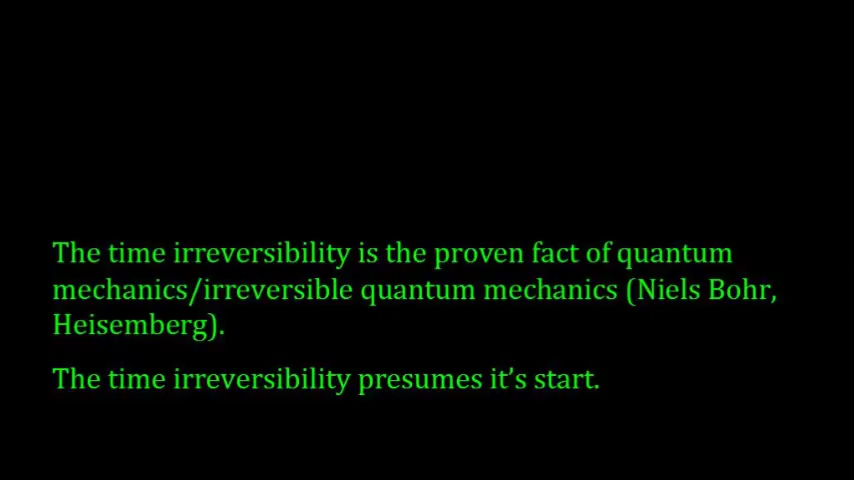 The time irreversibility is the proven fact of quantum
mechanics/irreversible quantum mechanics (Niels Bohr,
Heisemberg).
The time irreversibility presumes it’s start.